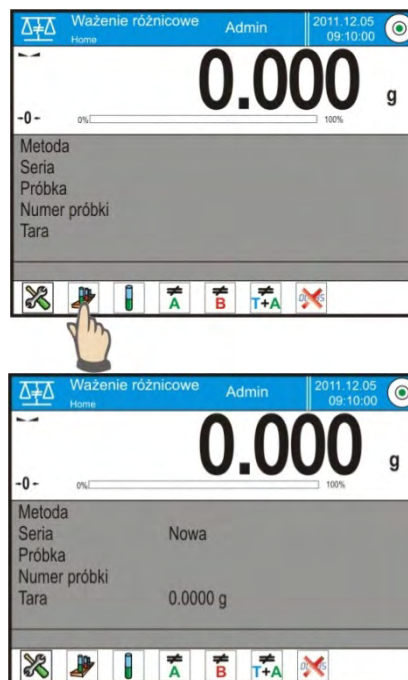 Ważenie różnicowe Admin 2011.12.05
Home 09:10:00
0.000 g
-0- 0% 100%
Metoda
Seria
Próbka
Numer próbki
Tara
A B T+A
Ważenie różnicowe Admin 2011.12.05
Home 09:10:00
0.000 g
-0- 0% 100%
Metoda
Seria Nowa
Próbka
Numer próbki
Tara 0.0000 g
A B T+A